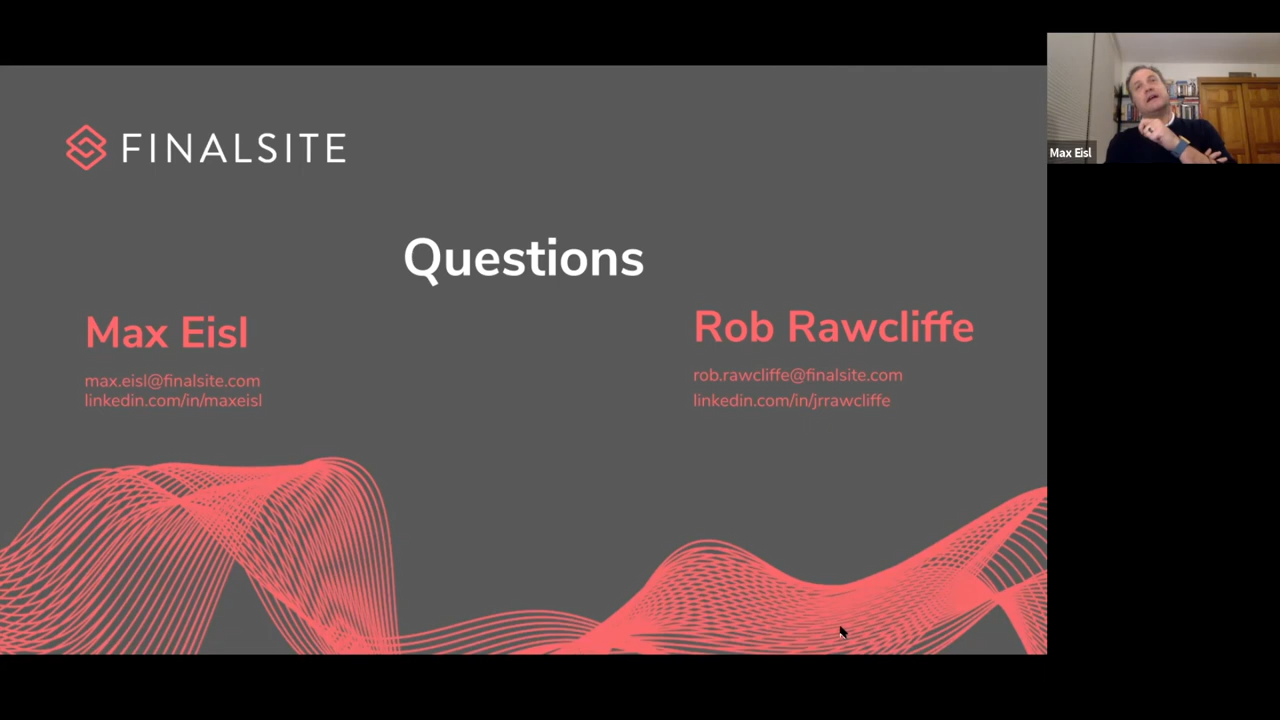 FINALSITE
Questions
Max Eisl
max.eisl@finalsite.com
linkedin.com/in/maxeisl
Rob Rawcliffe
rob.rawcliffe@finalsite.com
linkedin.com/in/jrrawcliffe
Max Eisl